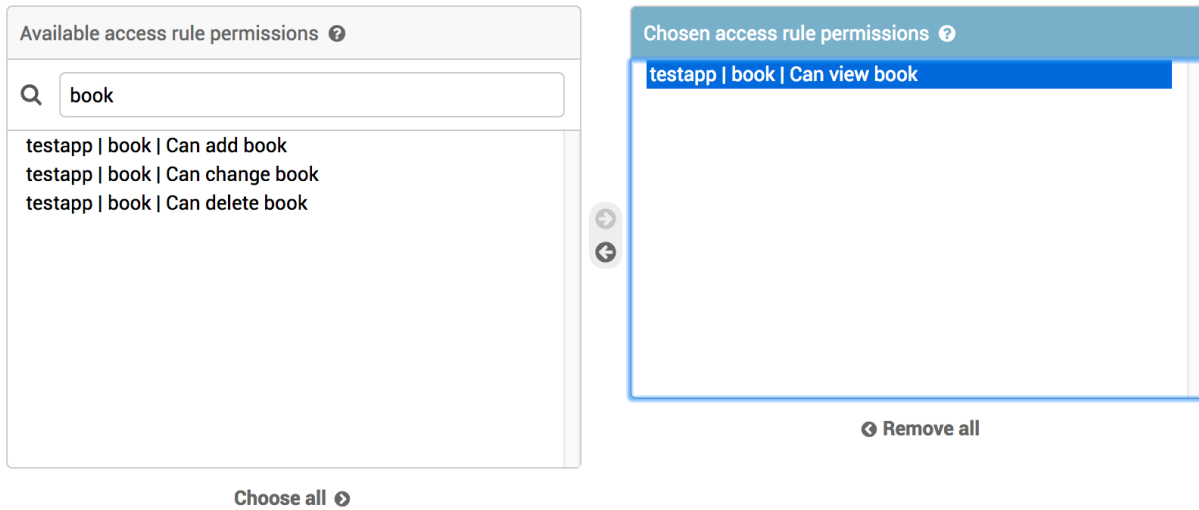 Available access rule permissions
book
testapp | book | Can add book
testapp | book | Can change book
testapp | book | Can delete book
Choose all
Chosen access rule permissions
testapp | book | Can view book
Remove all